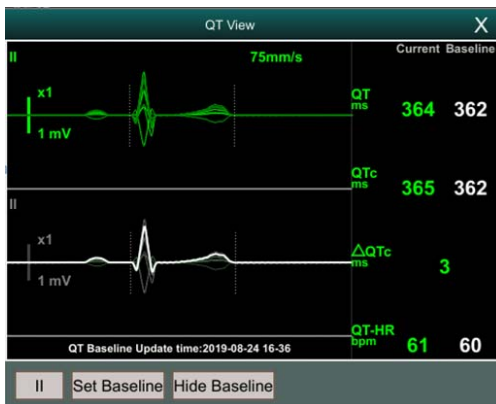 QT View X
Current Baseline
II 75mm/s
x1
1 mV
QT
ms 364 362
QTc
ms 365 362
II
x1
1 mV
△QTc
ms 3
QT-HR
bpm 61 60
QT Baseline Update time:2019-08-24 16-36
II Set Baseline Hide Baseline